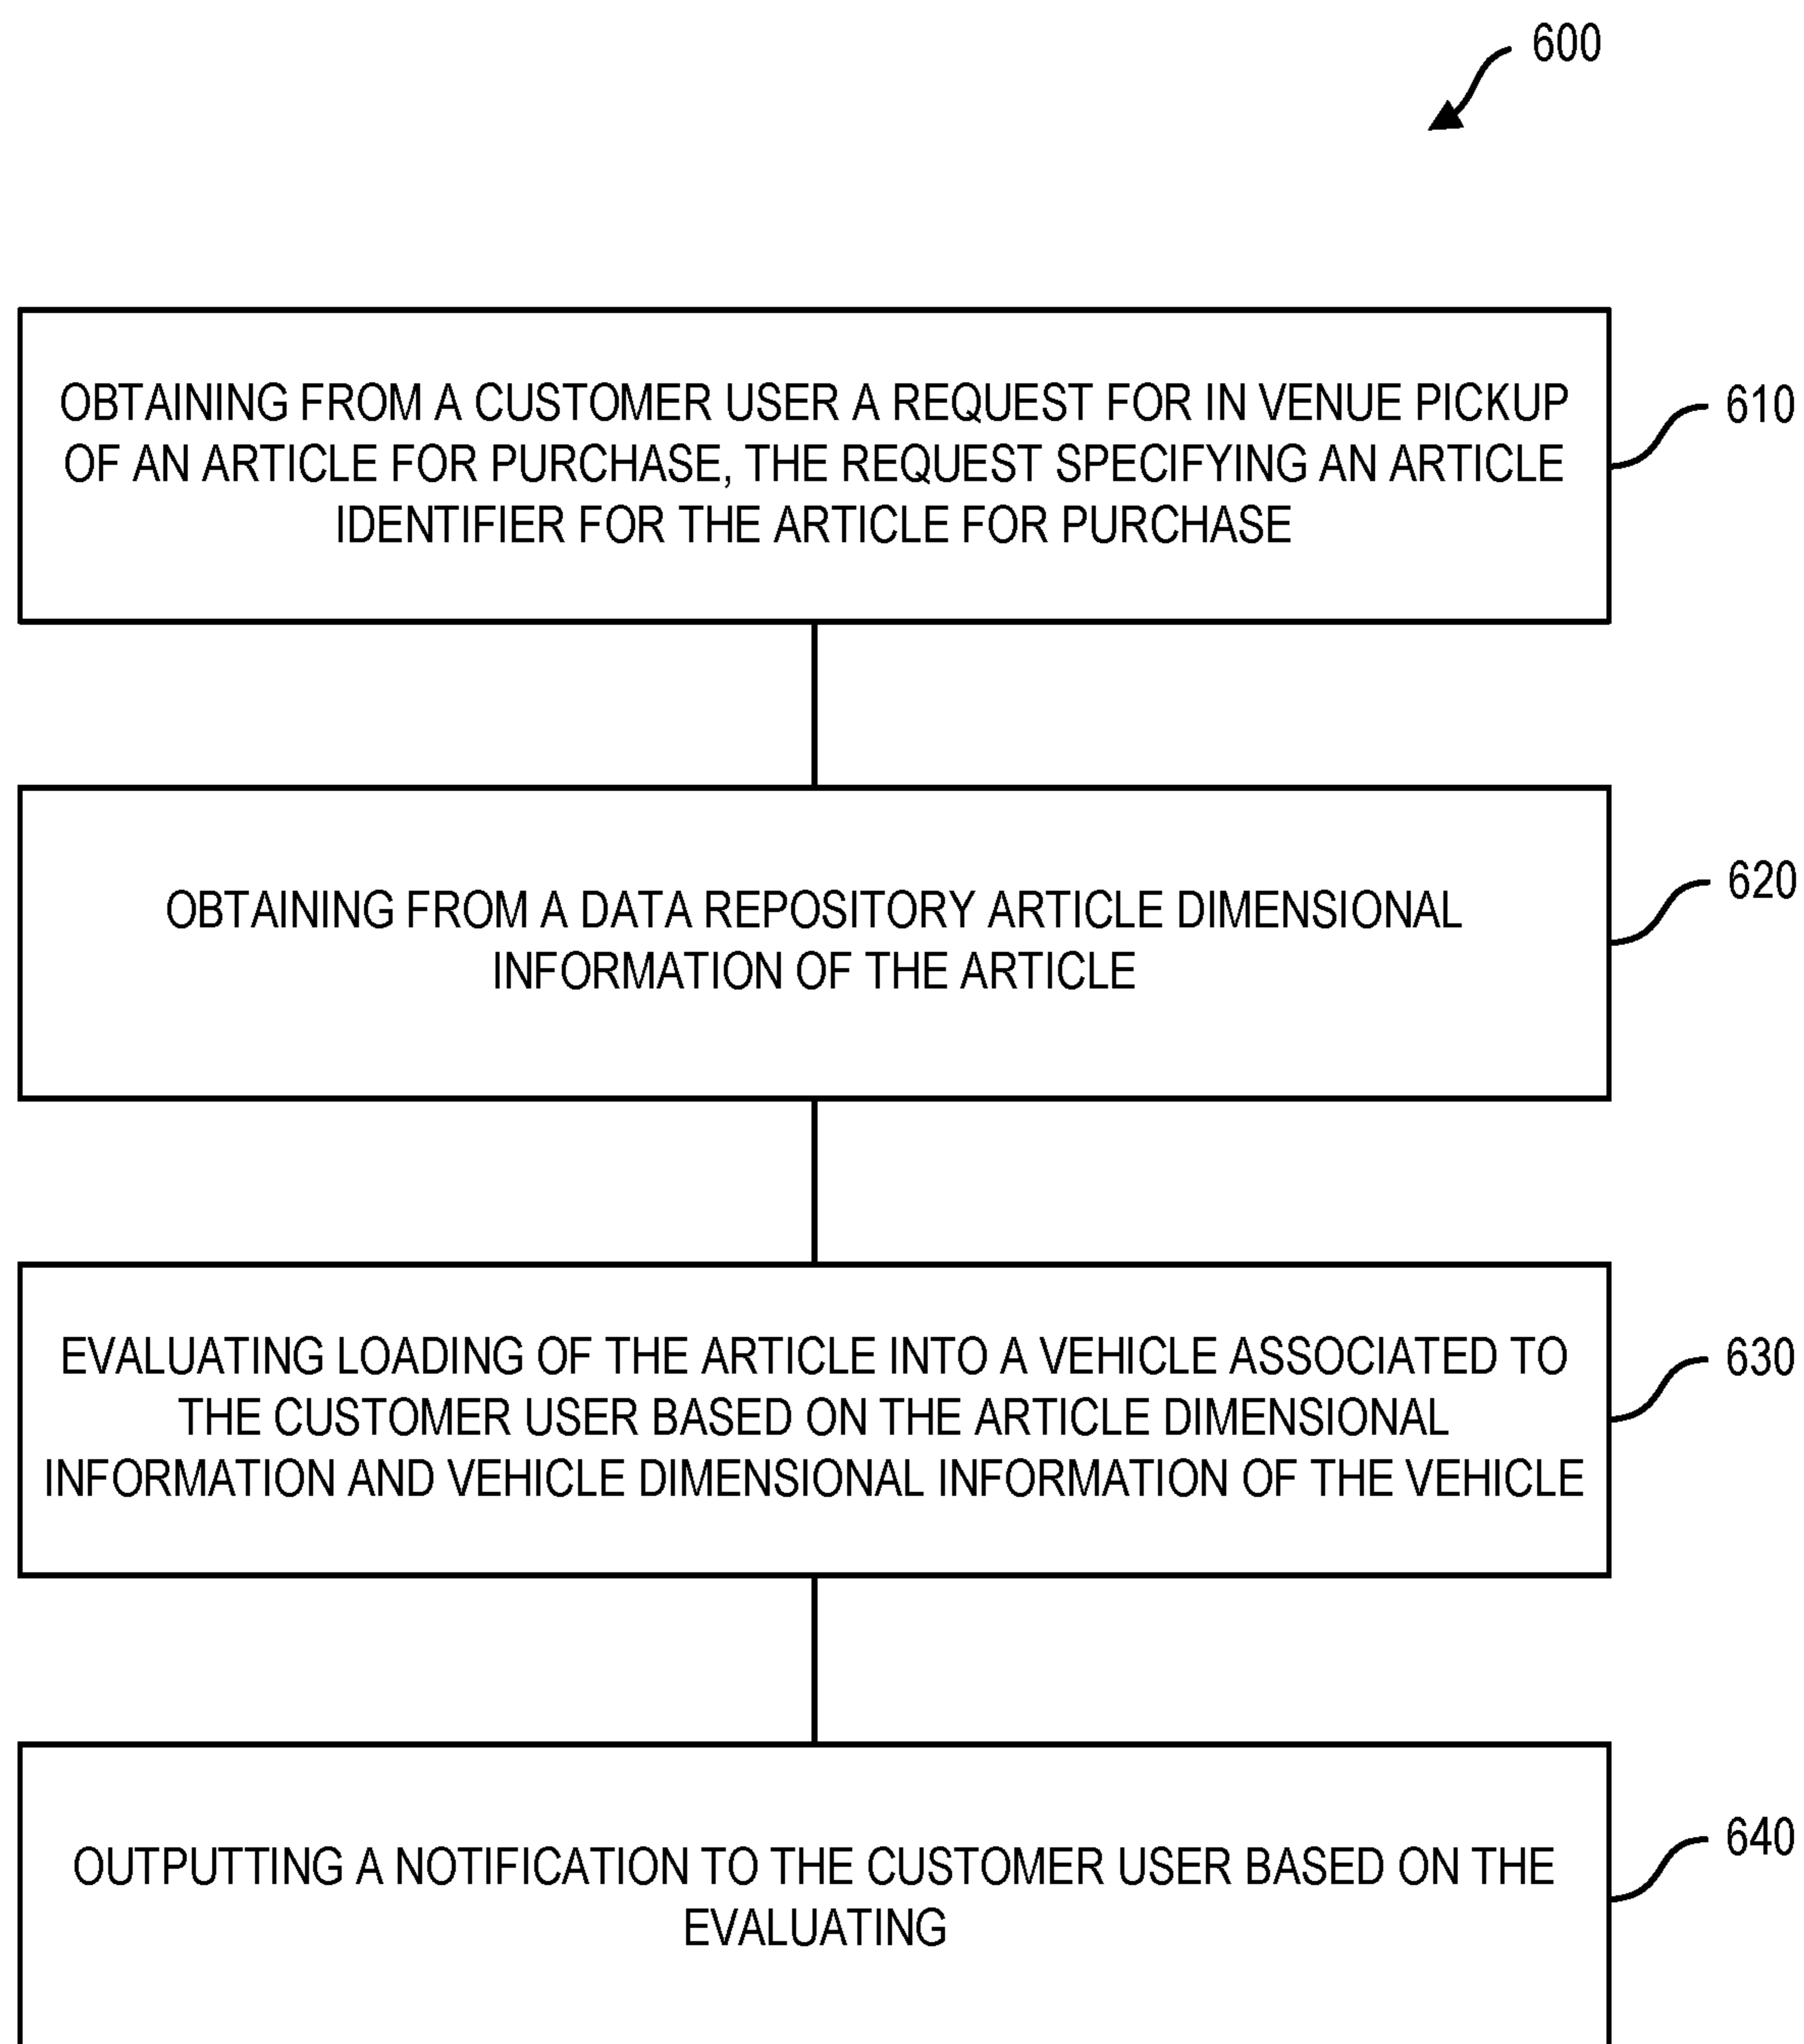 600
OBTAINING FROM A CUSTOMER USER A REQUEST FOR IN VENUE PICKUP
OF AN ARTICLE FOR PURCHASE, THE REQUEST SPECIFYING AN ARTICLE
IDENTIFIER FOR THE ARTICLE FOR PURCHASE
610
OBTAINING FROM A DATA REPOSITORY ARTICLE DIMENSIONAL
INFORMATION OF THE ARTICLE
620
EVALUATING LOADING OF THE ARTICLE INTO A VEHICLE ASSOCIATED TO
THE CUSTOMER USER BASED ON THE ARTICLE DIMENSIONAL
INFORMATION AND VEHICLE DIMENSIONAL INFORMATION OF THE VEHICLE
630
OUTPUTTING A NOTIFICATION TO THE CUSTOMER USER BASED ON THE
EVALUATING
640